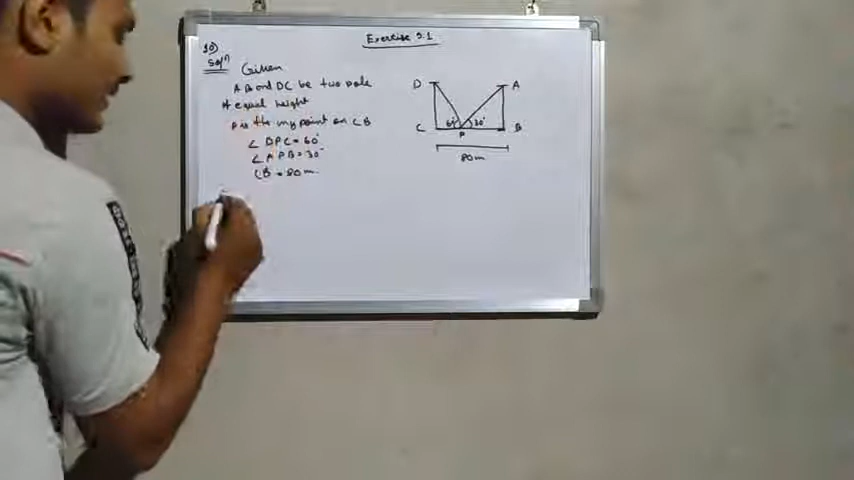 Exercise 9.1
10)
Solⁿ)
Given
AB and DC be two pole
of equal height
P is the any point on CB
∠ DPC = 60°
∠ APB = 30°
CB = 80m
D A
60° 30°
C P B
80m